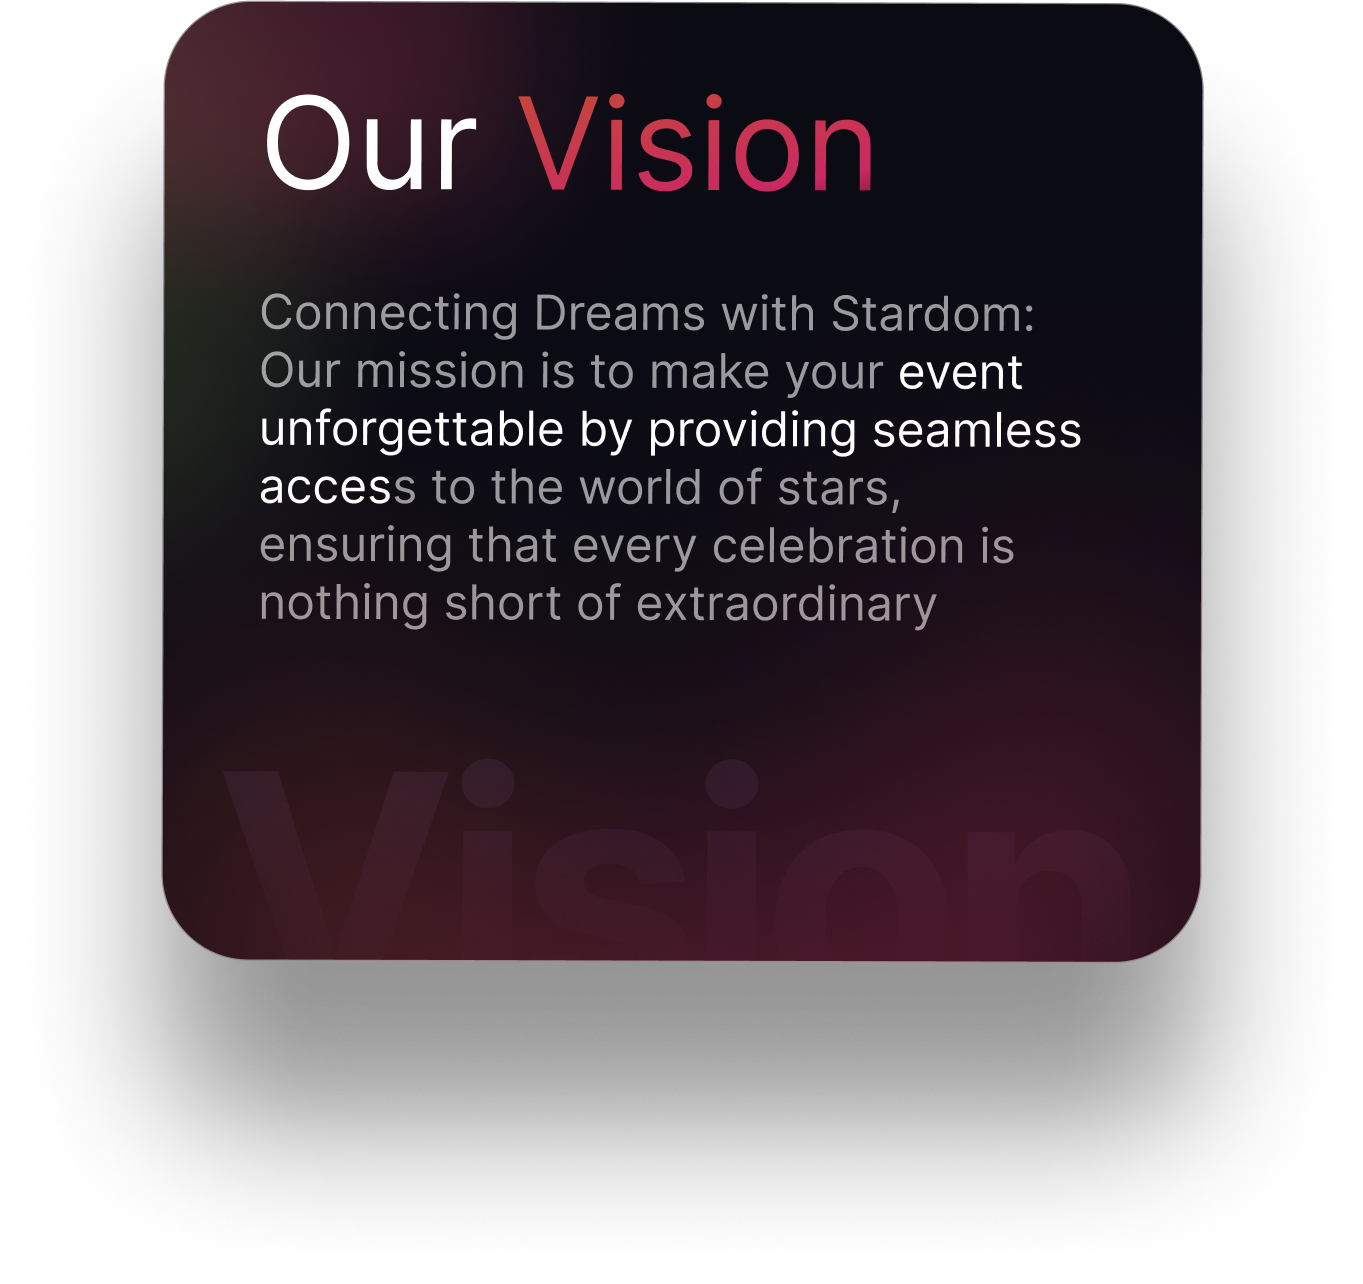 Our Vision
Connecting Dreams with Stardom:
Our mission is to make your event
unforgettable by providing seamless
access to the world of stars,
ensuring that every celebration is
nothing short of extraordinary
Vision